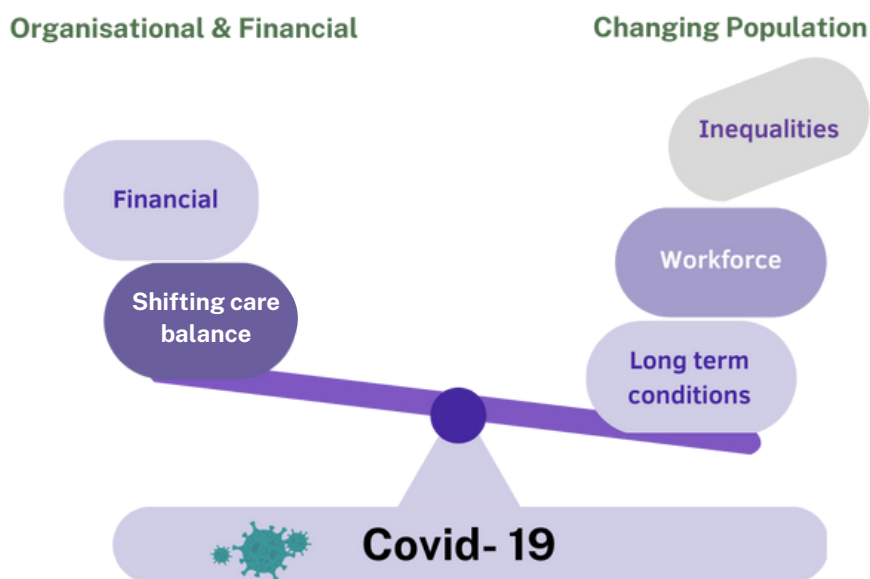 Organisational & Financial
Changing Population
Inequalities
Financial
Workforce
Shifting care
balance
Long term
conditions
Covid- 19